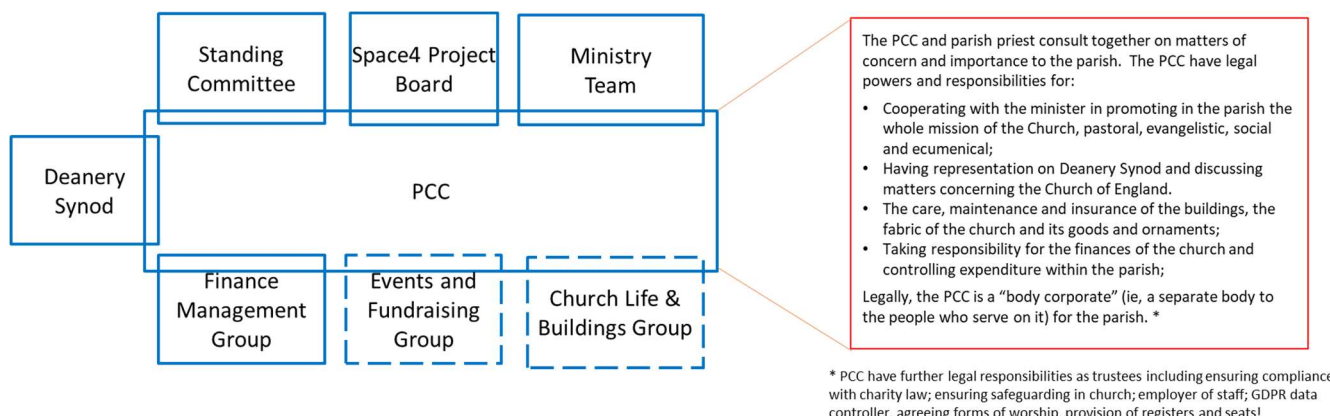 Standing
Committee
Space4 Project
Board
Ministry
Team
Deanery
Synod
PCC
Finance
Management
Group
Events and
Fundraising
Group
Church Life &
Buildings Group
The PCC and parish priest consult together on matters of
concern and importance to the parish. The PCC have legal
powers and responsibilities for:
• Cooperating with the minister in promoting in the parish the
whole mission of the Church, pastoral, evangelistic, social
and ecumenical;
• Having representation on Deanery Synod and discussing
matters concerning the Church of England.
• The care, maintenance and insurance of the buildings, the
fabric of the church and its goods and ornaments;
• Taking responsibility for the finances of the church and
controlling expenditure within the parish;
Legally, the PCC is a “body corporate” (ie, a separate body to
the people who serve on it) for the parish. *
* PCC have further legal responsibilities as trustees including ensuring compliance
with charity law; ensuring safeguarding in church; employer of staff; GDPR data
controller, agreeing forms of worship, provision of registers and seats!